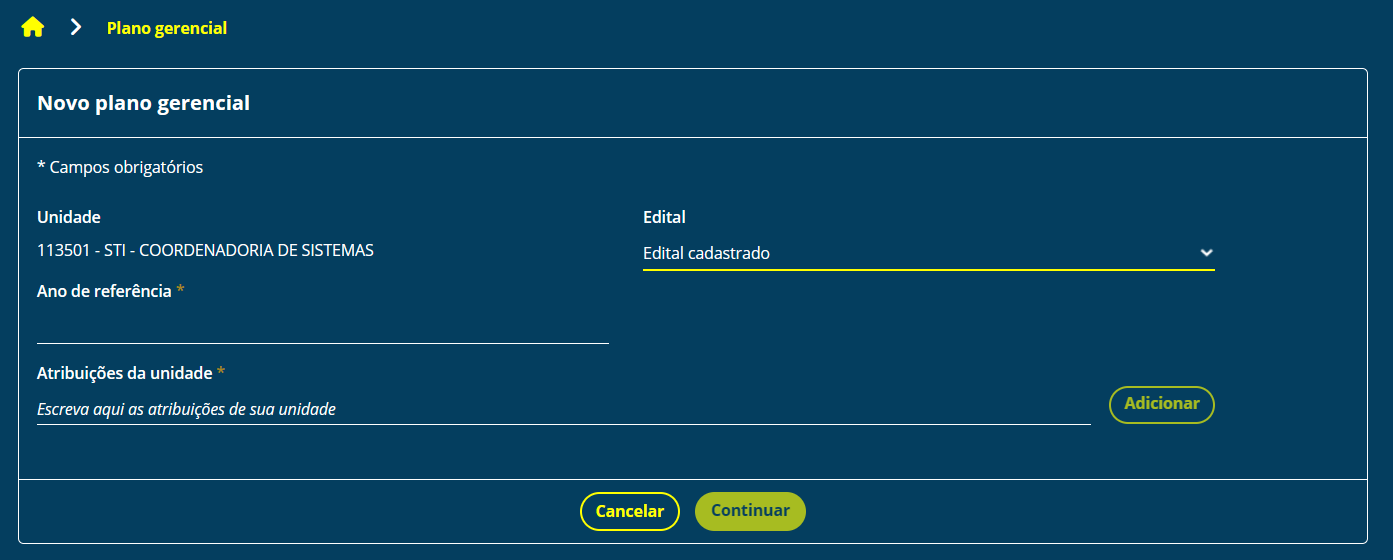 Plano gerencial
Novo plano gerencial
* Campos obrigatórios
Unidade
113501 - STI - COORDENADORIA DE SISTEMAS
Edital
Edital cadastrado
Ano de referência *
Atribuições da unidade *
Escreva aqui as atribuições de sua unidade
Adicionar
Cancelar
Continuar